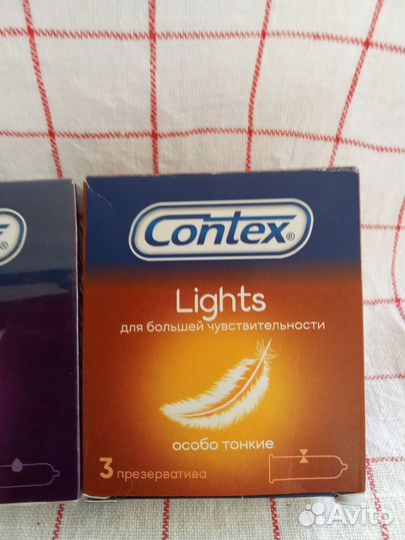 Contex®
Lights
для большей чувствительности
особо тонкие
3 презерватива
®
Avito